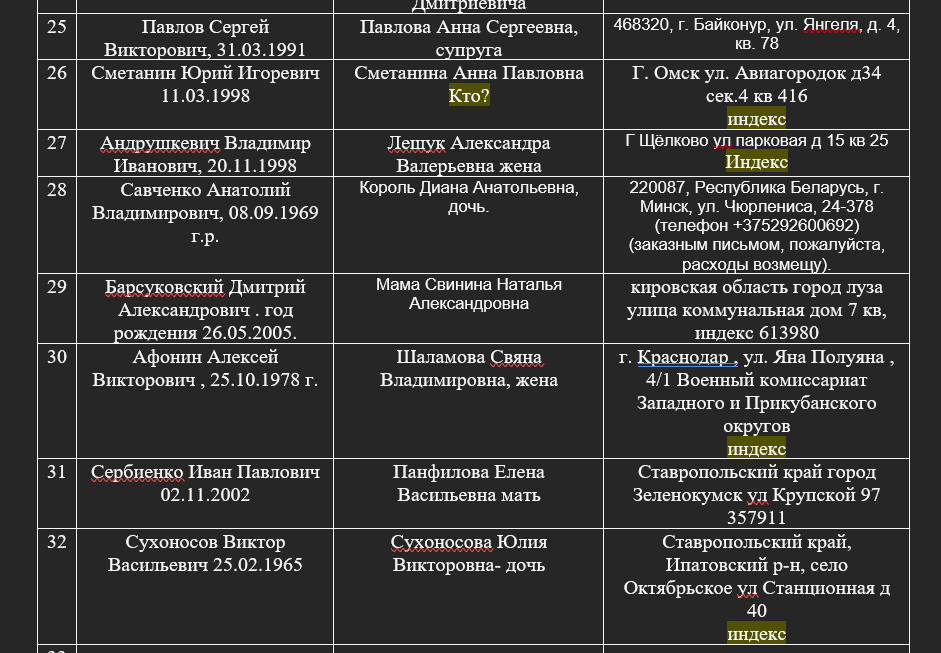 Дмитриевича
25
Павлов Сергей
Викторович, 31.03.1991
Павлова Анна Сергеевна,
супруга
468320, г. Байконур, ул. Янгеля, д. 4,
кв. 78
26
Сметанин Юрий Игоревич
11.03.1998
Сметанина Анна Павловна
Кто?
Г. Омск ул. Авиагородок д34
сек.4 кв 416
индекс
27
Андрушкевич Владимир
Иванович, 20.11.1998
Лещук Александра
Валерьевна жена
Г Щёлково ул парковая д 15 кв 25
Индекс
28
Савченко Анатолий
Владимирович, 08.09.1969
г.р.
Король Диана Анатольевна,
дочь.
220087, Республика Беларусь, г.
Минск, ул. Чюрлениса, 24-378
(телефон +375292600692)
(заказным письмом, пожалуйста,
расходы возмещу).
29
Барсуковский Дмитрий
Александрович . год
рождения 26.05.2005.
Мама Свинина Наталья
Александровна
кировская область город луза
улица коммунальная дом 7 кв,
индекс 613980
30
Афонин Алексей
Викторович , 25.10.1978 г.
Шаламова Свяна
Владимировна, жена
г. Краснодар , ул. Яна Полуяна ,
4/1 Военный комиссариат
Западного и Прикубанского
округов
индекс
31
Сербиенко Иван Павлович
02.11.2002
Панфилова Елена
Васильевна мать
Ставропольский край город
Зеленокумск ул Крупской 97
357911
32
Сухоносов Виктор
Васильевич 25.02.1965
Сухоносова Юлия
Викторовна- дочь
Ставропольский край,
Ипатовский р-н, село
Октябрьское ул Станционная д
40
индекс